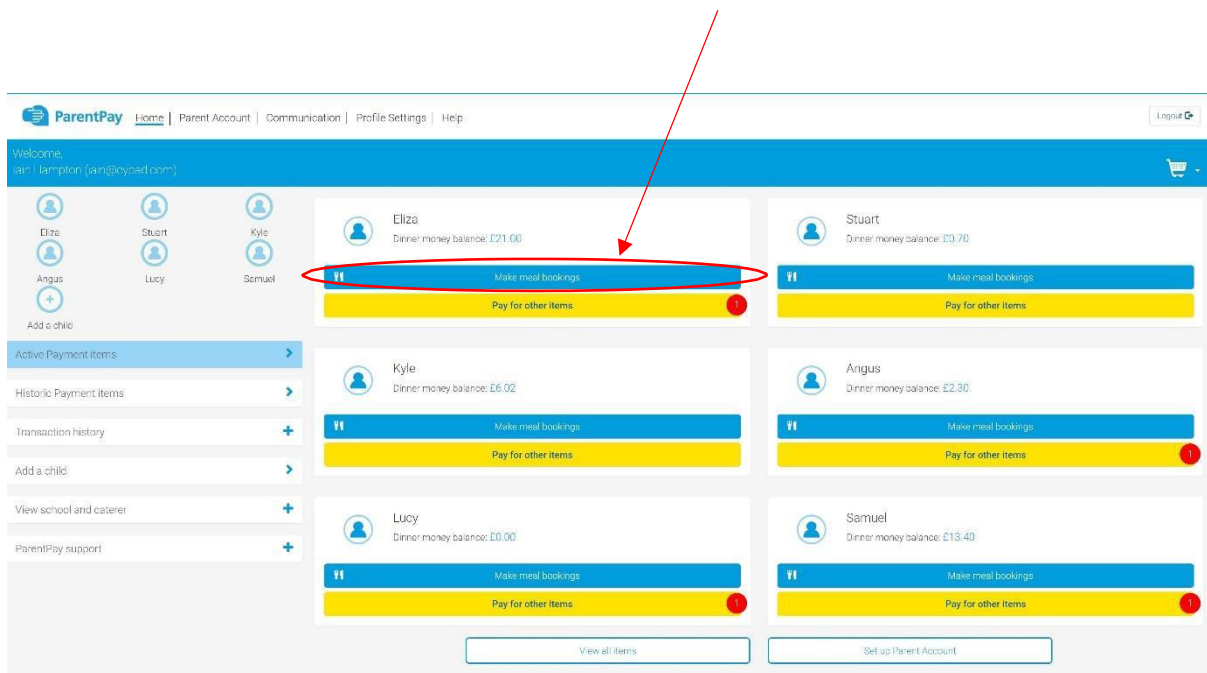 ParentPay Home | Parent Account | Communication | Profile Settings | Help Logout
Welcome,
Iain Hampton (iain@cypad.com)
Eliza Stuart Kyle
Angus Lucy Samuel
Add a child
Active Payment items
Historic Payment items
Transaction history
Add a child
View school and caterer
ParentPay support
Eliza
Dinner money balance: £21.00
Make meal bookings
Pay for other items 1
Stuart
Dinner money balance: £0.70
Make meal bookings
Pay for other items
Kyle
Dinner money balance: £6.02
Make meal bookings
Pay for other items
Angus
Dinner money balance: £2.30
Make meal bookings
Pay for other items 1
Lucy
Dinner money balance: £0.00
Make meal bookings
Pay for other items 1
Samuel
Dinner money balance: £13.40
Make meal bookings
Pay for other items 1
View all items
Set up Parent Account